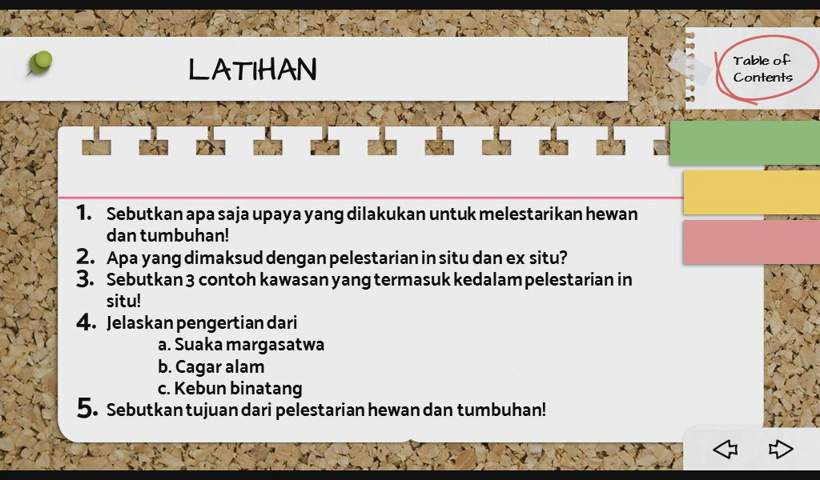 LATIHAN
Table of
Contents
1. Sebutkan apa saja upaya yang dilakukan untuk melestarikan hewan
dan tumbuhan!
2. Apa yang dimaksud dengan pelestarian in situ dan ex situ?
3. Sebutkan 3 contoh kawasan yang termasuk kedalam pelestarian in
situ!
4. Jelaskan pengertian dari
a. Suaka margasatwa
b. Cagar alam
c. Kebun binatang
5. Sebutkan tujuan dari pelestarian hewan dan tumbuhan!